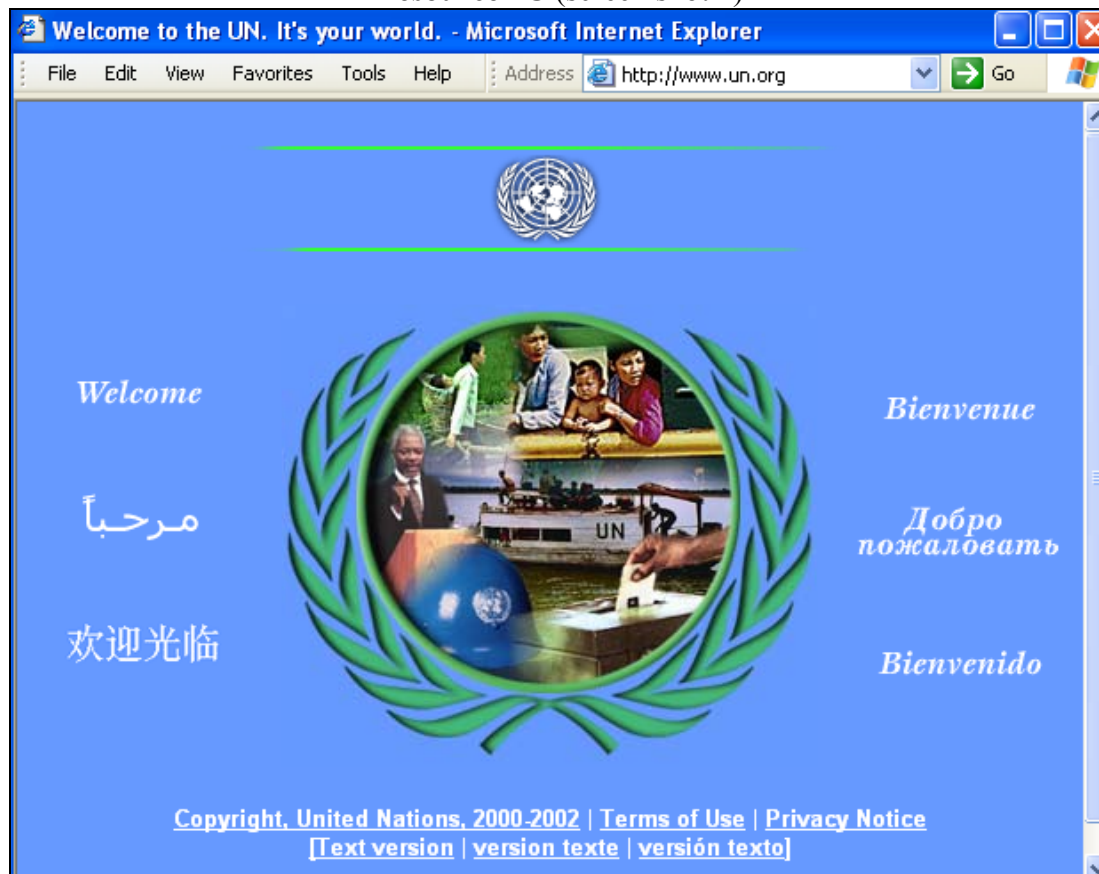 Welcome to the UN. It's your world. - Microsoft Internet Explorer
File Edit View Favorites Tools Help Address http://www.un.org Go
Welcome
Bienvenue
مرحباً
Добро
пожаловать
欢迎光临
Bienvenido
UN
Copyright, United Nations, 2000-2002 | Terms of Use | Privacy Notice
[Text version | version texte | versión texto]